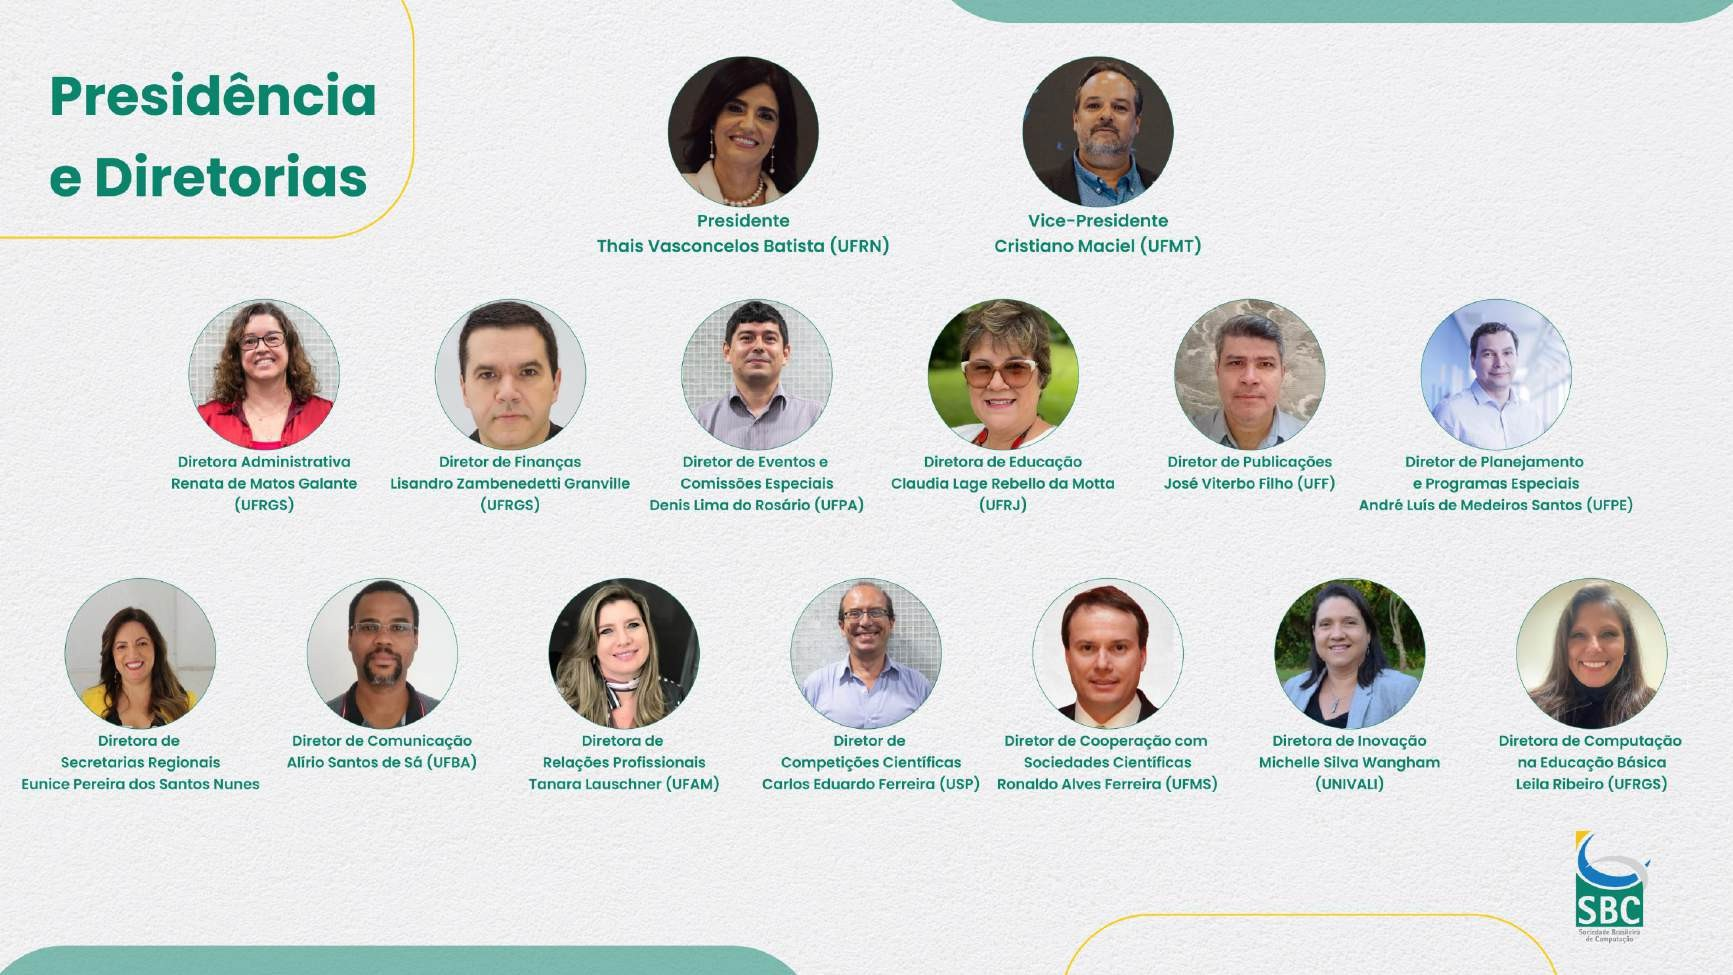 Presidência
e Diretorias
Presidente
Thais Vasconcelos Batista (UFRN)
Vice-Presidente
Cristiano Maciel (UFMT)
Diretora Administrativa
Renata de Matos Galante
(UFRGS)
Diretor de Finanças
Lisandro Zambenedetti Granville
(UFRGS)
Diretor de Eventos e
Comissões Especiais
Denis Lima do Rosário (UFPA)
Diretora de Educação
Claudia Lage Rebello da Motta
(UFRJ)
Diretor de Publicações
José Viterbo Filho (UFF)
Diretor de Planejamento
e Programas Especiais
André Luís de Medeiros Santos (UFPE)
Diretora de
Secretarias Regionais
Eunice Pereira dos Santos Nunes
Diretor de Comunicação
Alírio Santos de Sá (UFBA)
Diretora de
Relações Profissionais
Tanara Lauschner (UFAM)
Diretor de
Competições Científicas
Carlos Eduardo Ferreira (USP)
Diretor de Cooperação com
Sociedades Científicas
Ronaldo Alves Ferreira (UFMS)
Diretora de Inovação
Michelle Silva Wangham
(UNIVALI)
Diretora de Computação
na Educação Básica
Leila Ribeiro (UFRGS)
SBC
Sociedade Brasileira
de Computação